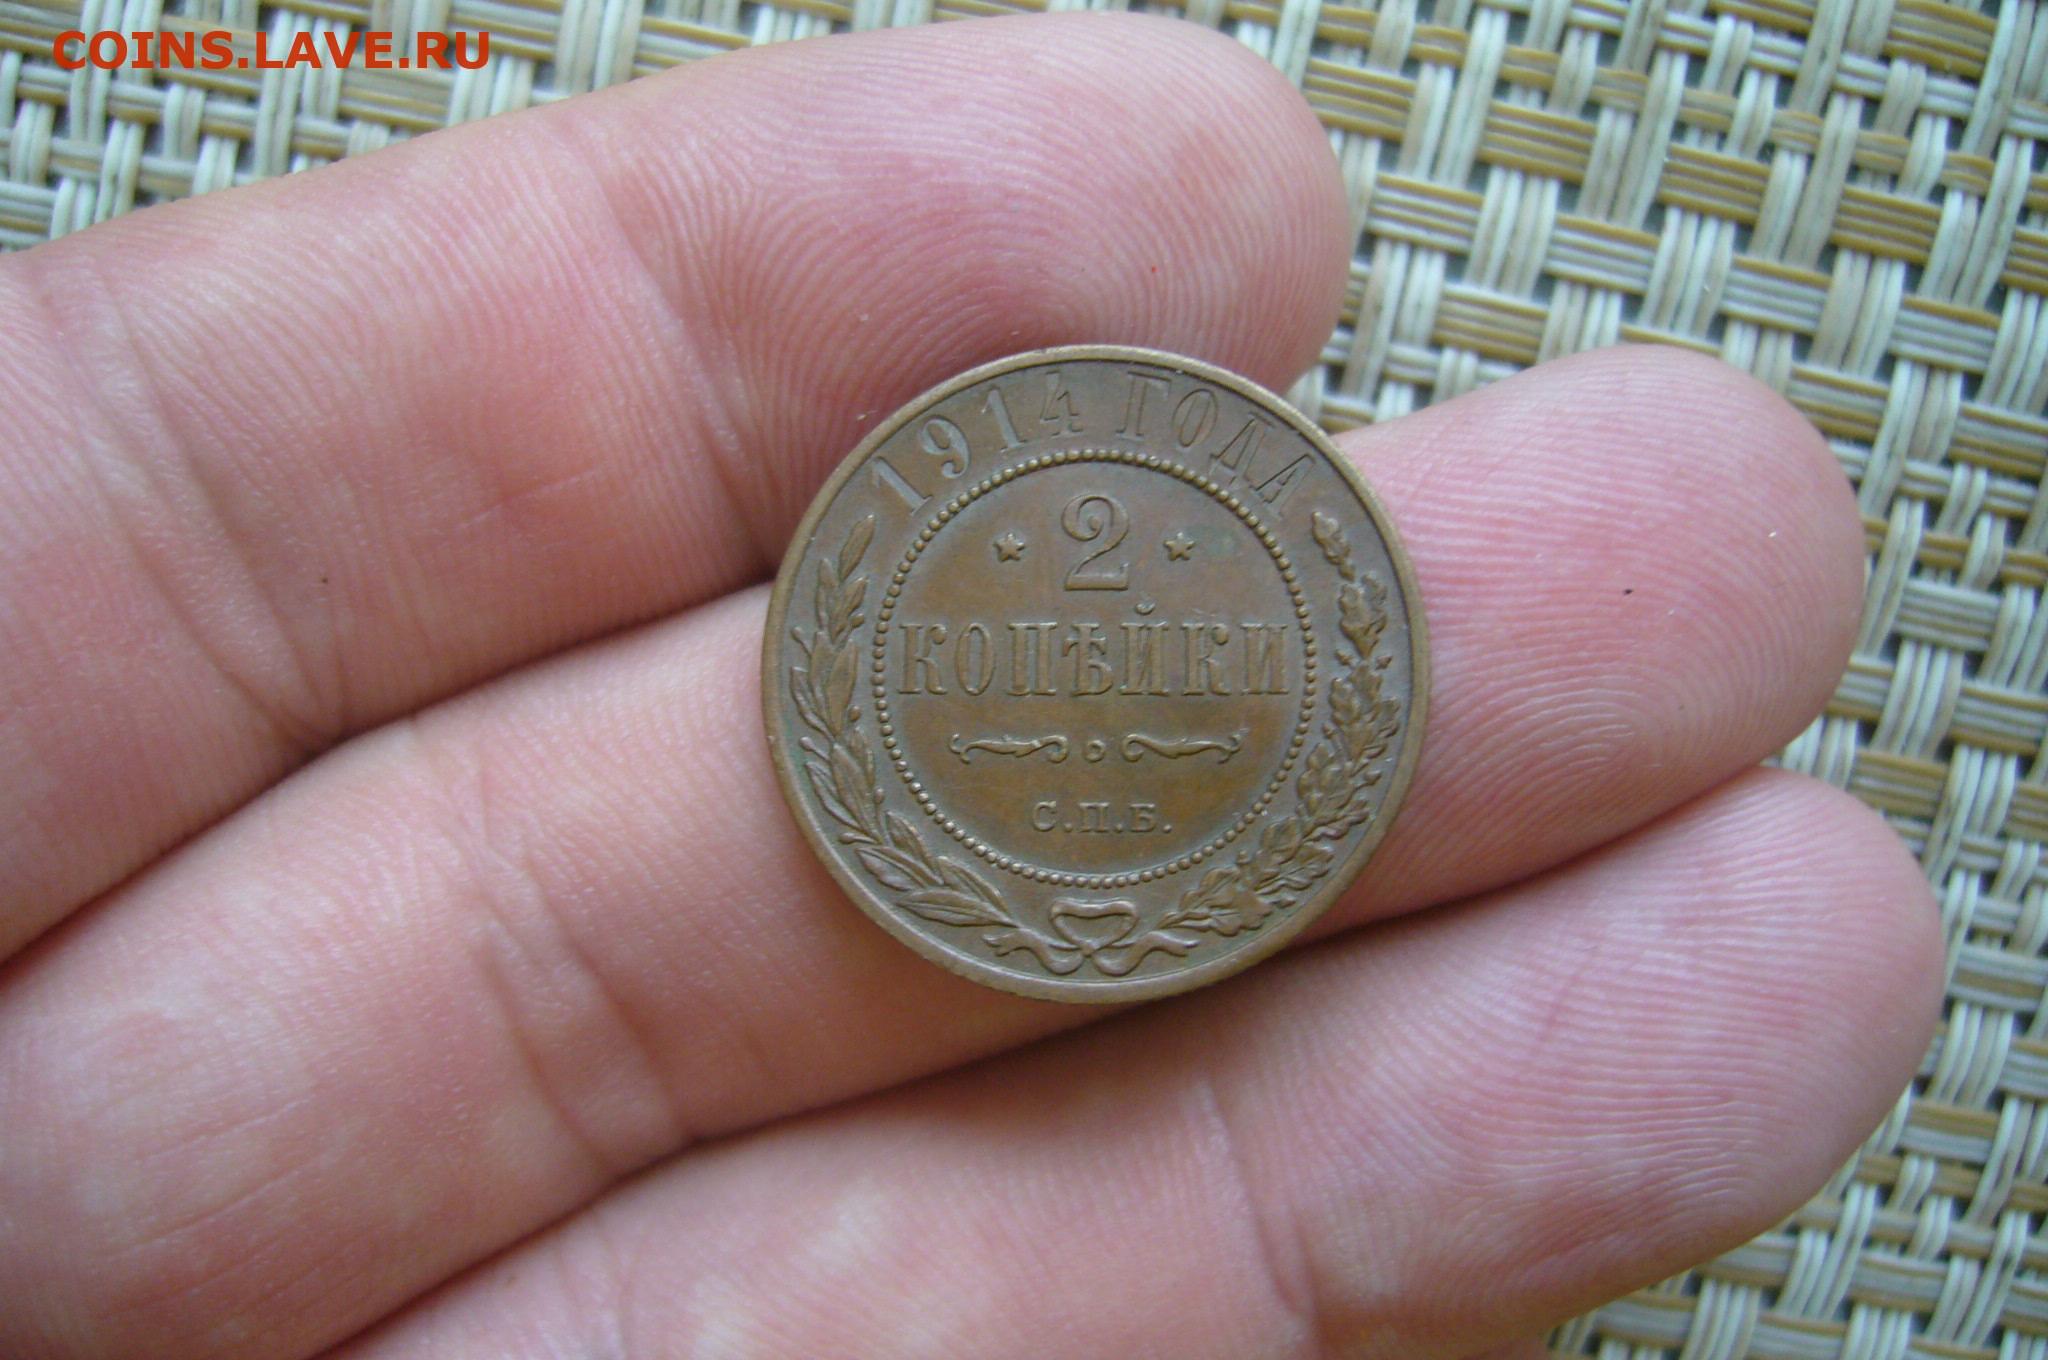 COINS.LAVE.RU
1914 ГОДА
2
КОПѢЙКИ
С.П.Б.